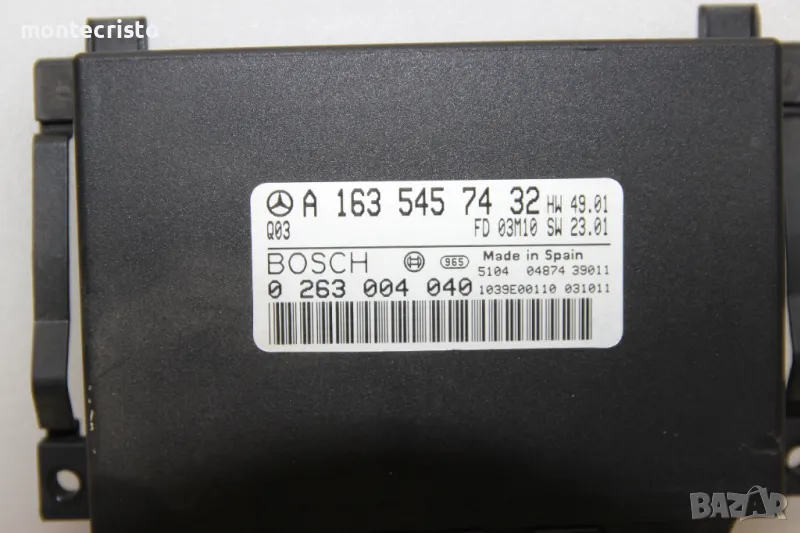 montecristo
A 163 545 74 32 HW 49.01
Q03 FD 03M10 SW 23.01
BOSCH 965 Made in Spain
5104 04874 39011
0 263 004 040 1039E00110 031011
BAZAR